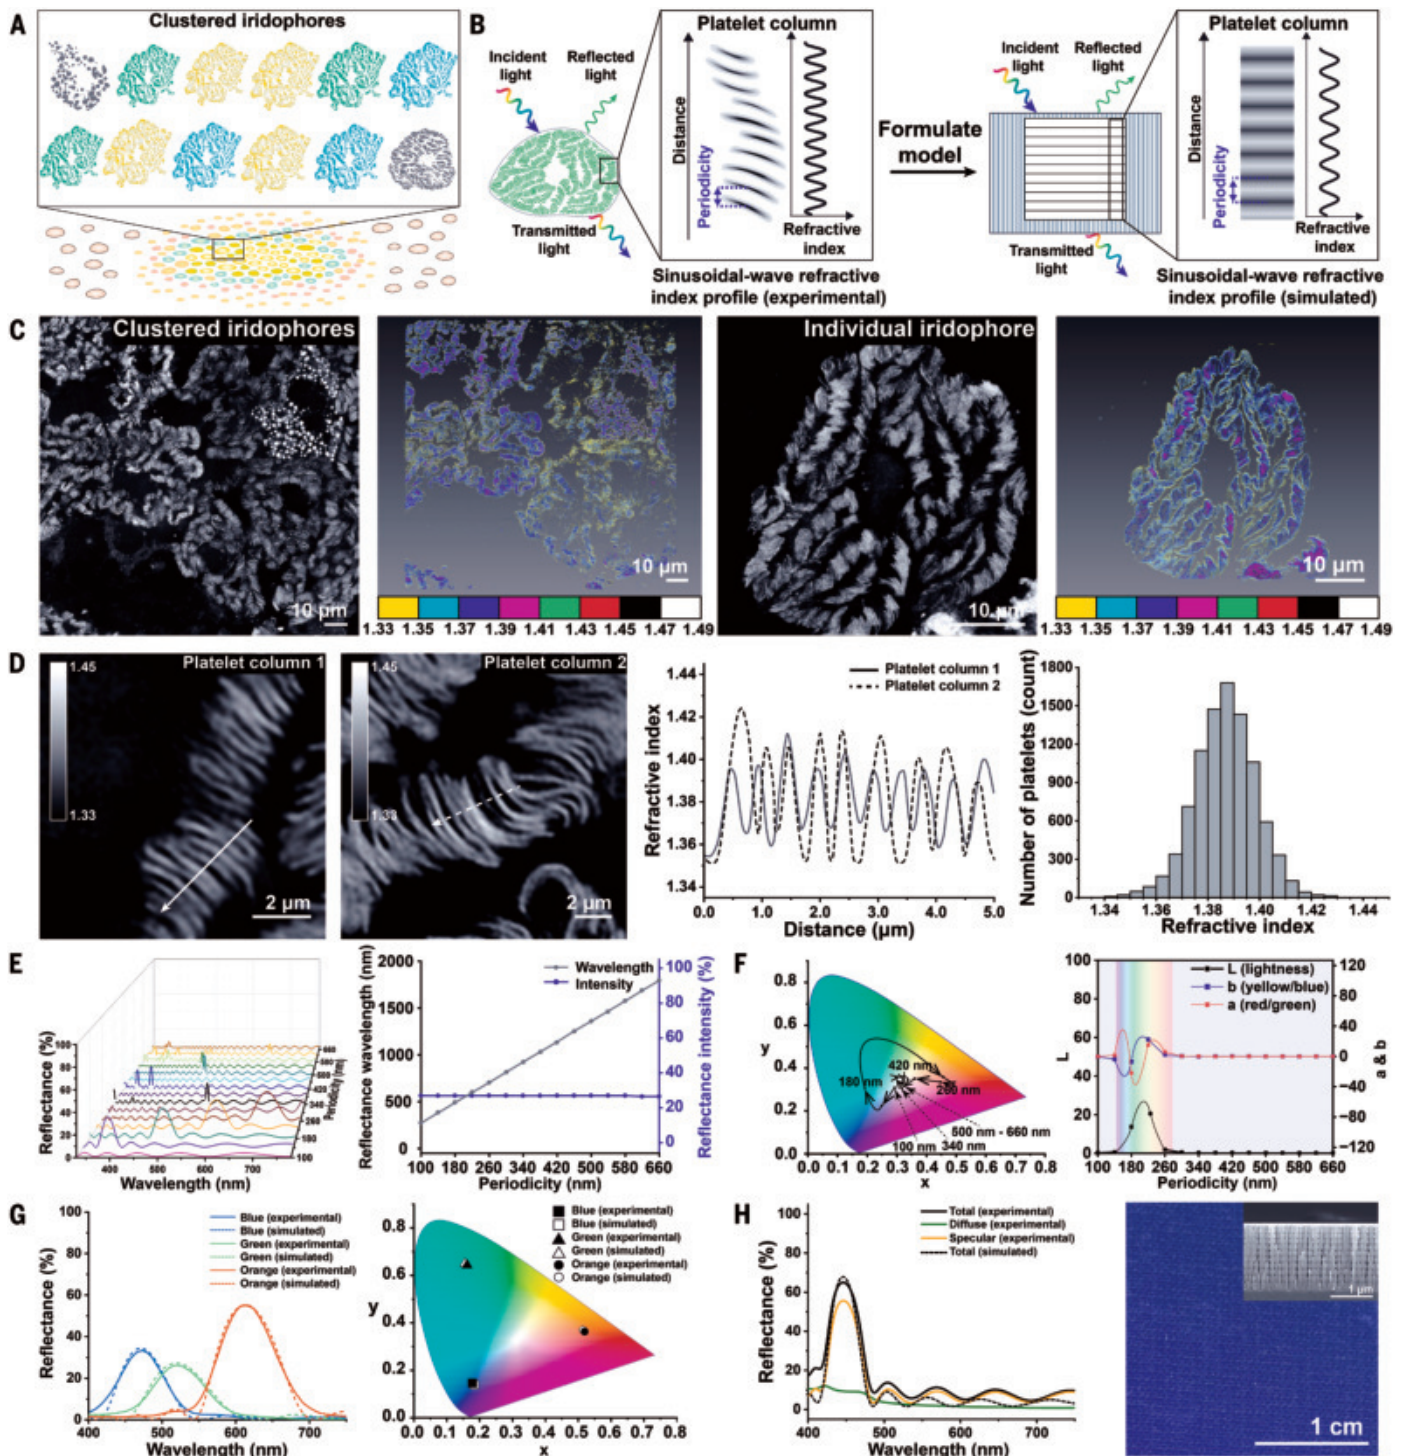 A
Clustered iridophores
B
Incident light
Reflected light
Transmitted light
Platelet column
Distance
Periodicity
Refractive index
Sinusoidal-wave refractive
index profile (experimental)
Formulate
model
Incident light
Reflected light
Transmitted light
Platelet column
Distance
Periodicity
Refractive index
Sinusoidal-wave refractive
index profile (simulated)
C
Clustered iridophores
10 µm
10 µm
1.33 1.35 1.37 1.39 1.41 1.43 1.45 1.47 1.49
Individual iridophore
10 µm
10 µm
1.33 1.35 1.37 1.39 1.41 1.43 1.45 1.47 1.49
D
Platelet column 1
1.45
1.33
2 µm
Platelet column 2
1.45
1.33
2 µm
Refractive index
1.44
1.42
1.40
1.38
1.36
1.34
Platelet column 1
Platelet column 2
0.0 1.0 2.0 3.0 4.0 5.0
Distance (µm)
Number of platelets (count)
1800
1500
1200
900
600
300
0
1.34 1.36 1.38 1.40 1.42 1.44
Refractive index
E
Reflectance (%)
100
80
60
40
20
0
400 500 600 700
Wavelength (nm)
660
580
500
420
340
260
100
Periodicity (nm)
Reflectance wavelength (nm)
2000
1500
1000
500
0
Wavelength
Intensity
100
80
60
40
20
0
Reflectance intensity (%)
100 180 260 340 420 500 580 660
Periodicity (nm)
F
y
0.8
0.6
0.4
0.2
0.0
420 nm
180 nm
260 nm
500 nm - 660 nm
100 nm 340 nm
0.0 0.1 0.2 0.3 0.4 0.5 0.6 0.7 0.8
x
L
100
80
60
40
20
0
L (lightness)
b (yellow/blue)
a (red/green)
120
80
40
0
-40
-80
-120
a & b
100 180 260 340 420 500 580 660
Periodicity (nm)
G
Reflectance (%)
100
80
60
40
20
0
Blue (experimental)
Blue (simulated)
Green (experimental)
Green (simulated)
Orange (experimental)
Orange (simulated)
400 500 600 700
Wavelength (nm)
y
0.8
0.6
0.4
0.2
0.0
Blue (experimental)
Blue (simulated)
Green (experimental)
Green (simulated)
Orange (experimental)
Orange (simulated)
0.0 0.1 0.2 0.3 0.4 0.5 0.6 0.7 0.8
x
H
Reflectance (%)
100
80
60
40
20
0
Total (experimental)
Diffuse (experimental)
Specular (experimental)
Total (simulated)
400 500 600 700
Wavelength (nm)
1 µm
1 cm